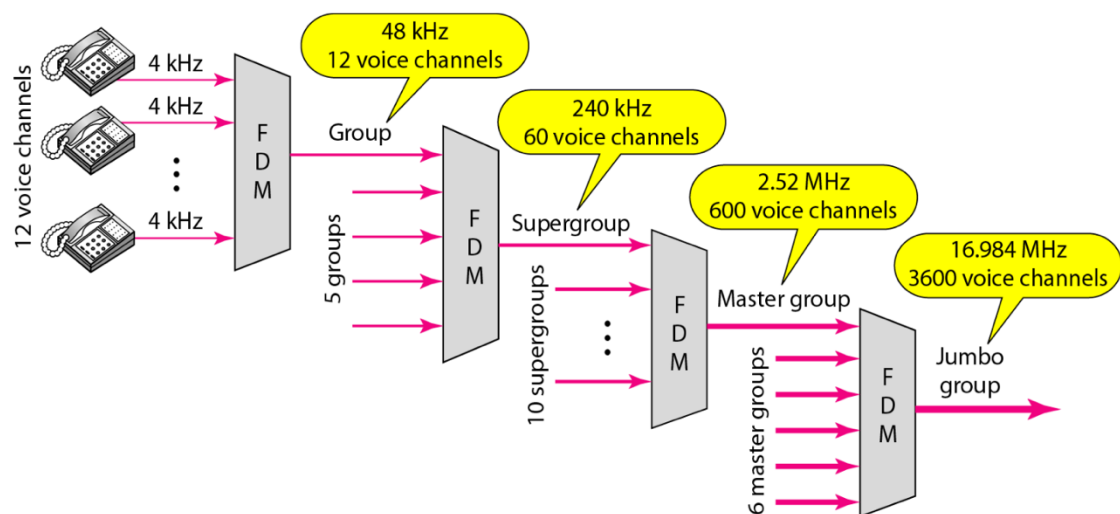 12 voice channels
4 kHz
4 kHz
4 kHz
F
D
M
48 kHz
12 voice channels
Group
5 groups
F
D
M
240 kHz
60 voice channels
Supergroup
10 supergroups
F
D
M
2.52 MHz
600 voice channels
Master group
6 master groups
F
D
M
16.984 MHz
3600 voice channels
Jumbo
group